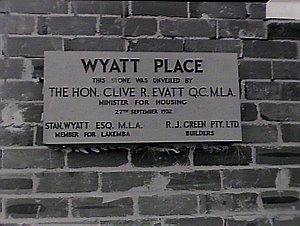 WYATT PLACE
THIS STONE WAS UNVEILED BY
THE HON. CLIVE R. EVATT Q.C. M.L.A.
MINISTER FOR HOUSING
27TH SEPTEMBER 1952
STAN. WYATT ESQ. M.L.A. R.J. GREEN PTY. LTD
MEMBER FOR LAKEMBA BUILDERS